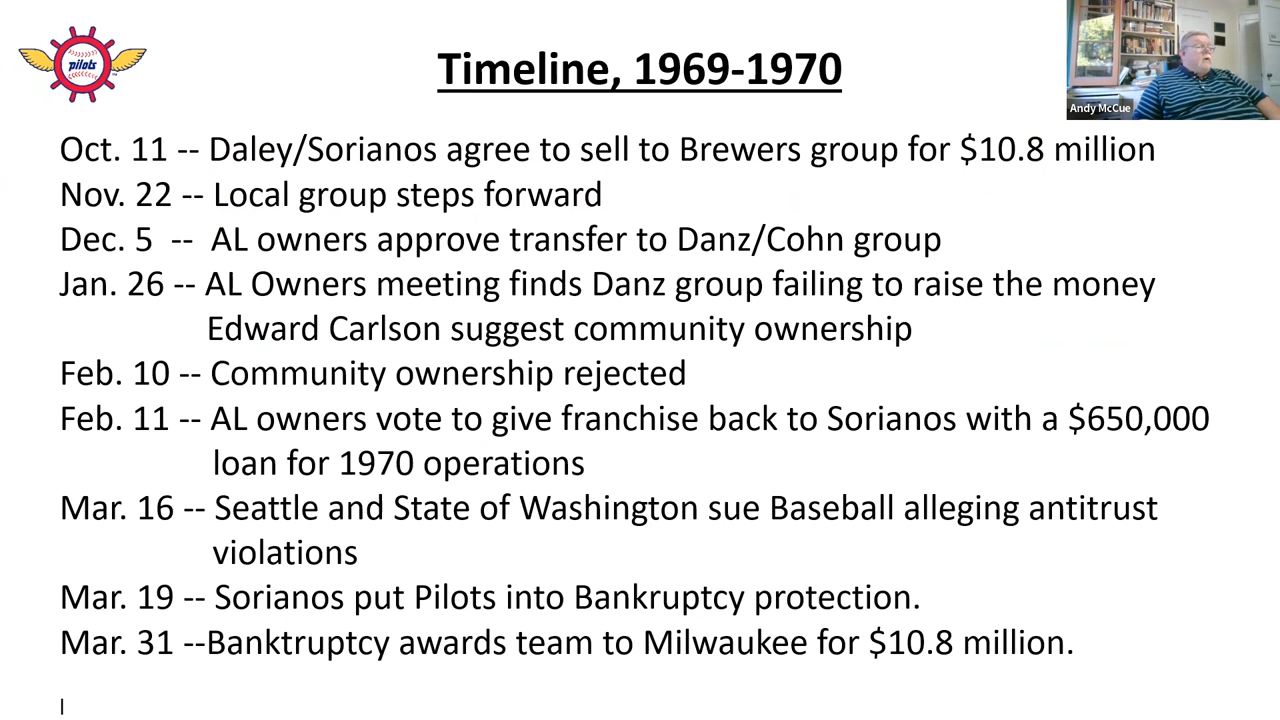 pilots
Timeline, 1969-1970
Andy McCue
Oct. 11 -- Daley/Sorianos agree to sell to Brewers group for $10.8 million
Nov. 22 -- Local group steps forward
Dec. 5  --  AL owners approve transfer to Danz/Cohn group
Jan. 26 -- AL Owners meeting finds Danz group failing to raise the money
Edward Carlson suggest community ownership
Feb. 10 -- Community ownership rejected
Feb. 11 -- AL owners vote to give franchise back to Sorianos with a $650,000
loan for 1970 operations
Mar. 16 -- Seattle and State of Washington sue Baseball alleging antitrust
violations
Mar. 19 -- Sorianos put Pilots into Bankruptcy protection.
Mar. 31 --Banktruptcy awards team to Milwaukee for $10.8 million.
l